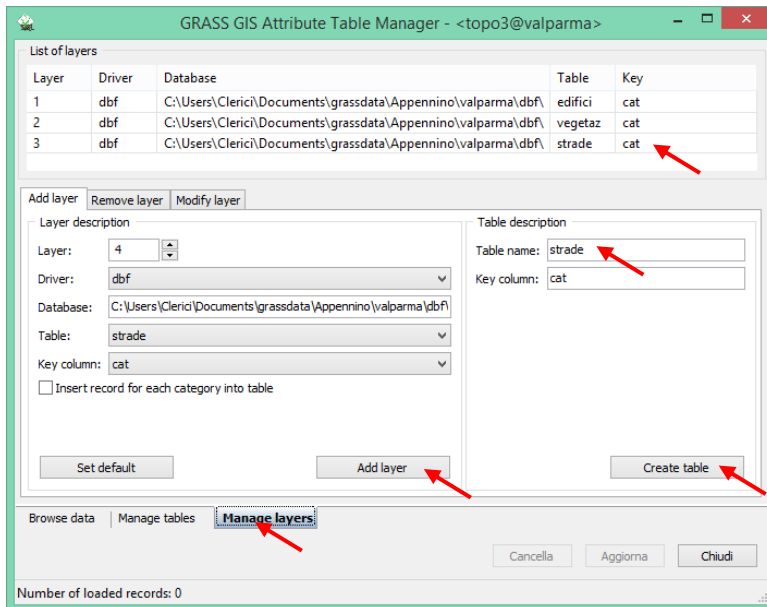 GRASS GIS Attribute Table Manager - <topo3@valparma>
List of layers
Layer Driver Database Table Key
1 dbf C:\Users\Clerici\Documents\grassdata\Appennino\valparma\dbf\ edifici cat
2 dbf C:\Users\Clerici\Documents\grassdata\Appennino\valparma\dbf\ vegetaz cat
3 dbf C:\Users\Clerici\Documents\grassdata\Appennino\valparma\dbf\ strade cat
Add layer Remove layer Modify layer
Layer description Table description
Layer: 4 Table name: strade
Driver: dbf Key column: cat
Database: C:\Users\Clerici\Documents\grassdata\Appennino\valparma\dbf\
Table: strade
Key column: cat
Insert record for each category into table
Set default Add layer Create table
Browse data Manage tables Manage layers
Cancella Aggiorna Chiudi
Number of loaded records: 0